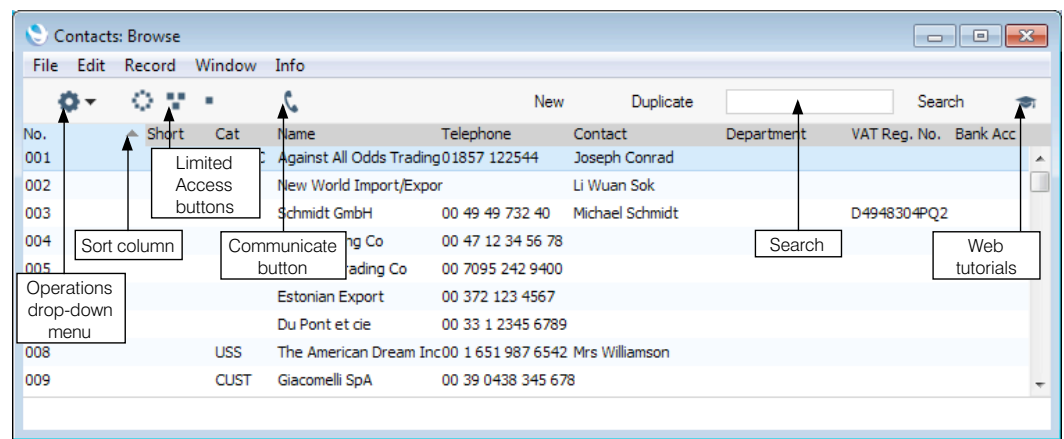 Contacts: Browse
File Edit Record Window Info
New Duplicate Search
No. Short Cat Name Telephone Contact Department VAT Reg. No. Bank Acc
001 C Against All Odds Trading 01857 122544 Joseph Conrad
002 New World Import/Expor Li Wuan Sok
003 Schmidt GmbH 00 49 49 732 40 Michael Schmidt D4948304PQ2
004 ng Co 00 47 12 34 56 78
005 rading Co 00 7095 242 9400
Estonian Export 00 372 123 4567
Du Pont et cie 00 33 1 2345 6789
008 USS The American Dream Inc 00 1 651 987 6542 Mrs Williamson
009 CUST Giacomelli SpA 00 39 0438 345 678
Limited
Access
buttons
Sort column
Communicate
button
Search
Web
tutorials
Operations
drop-down
menu